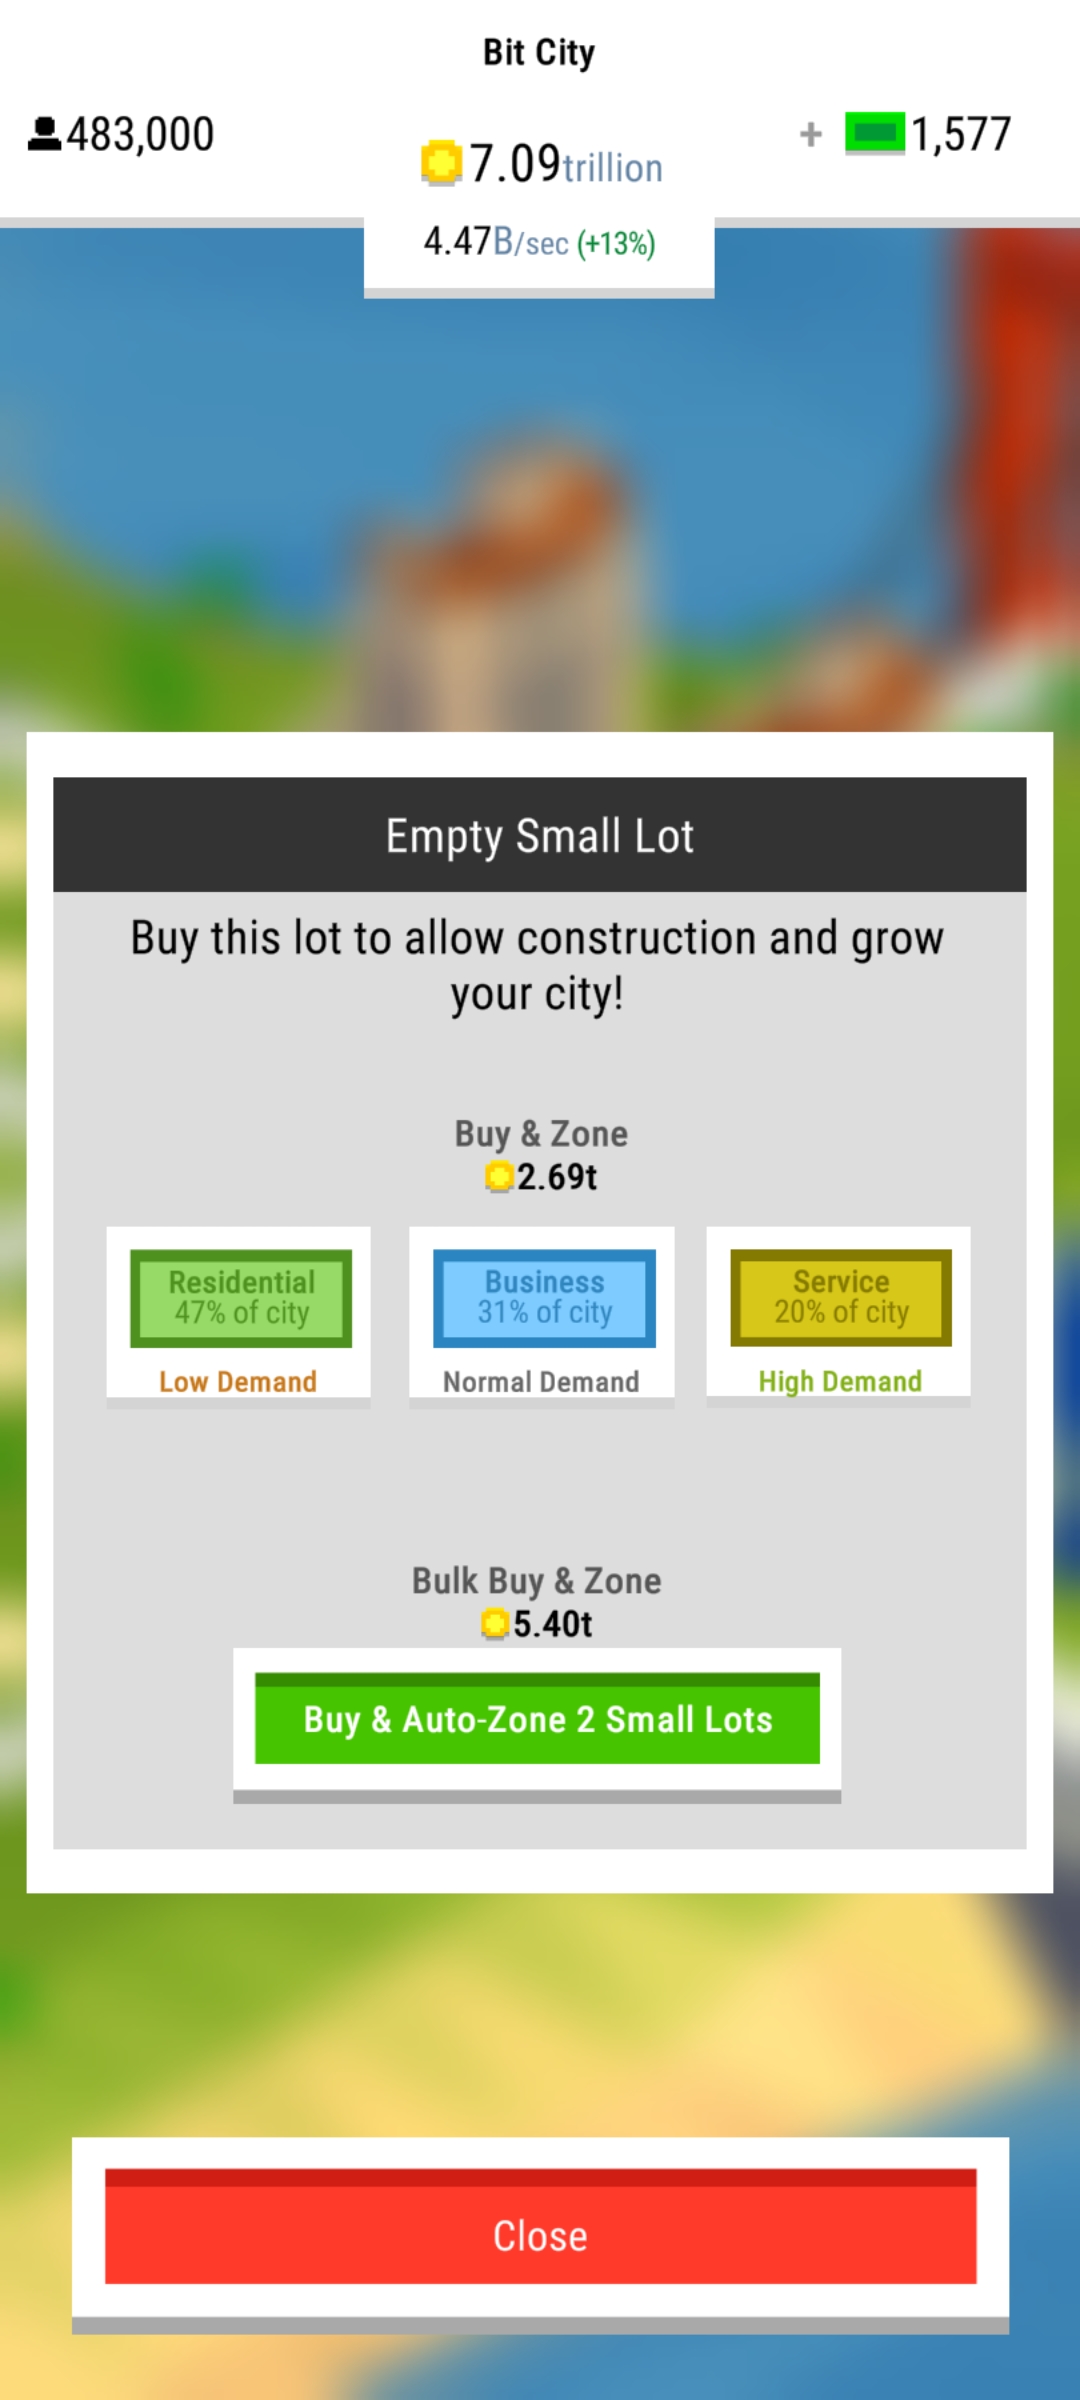 Bit City
483,000
7.09trillion
+ 1,577
4.47B/sec (+13%)
Empty Small Lot
Buy this lot to allow construction and grow
your city!
Buy & Zone
2.69t
Residential
47% of city
Low Demand
Business
31% of city
Normal Demand
Service
20% of city
High Demand
Bulk Buy & Zone
5.40t
Buy & Auto-Zone 2 Small Lots
Close